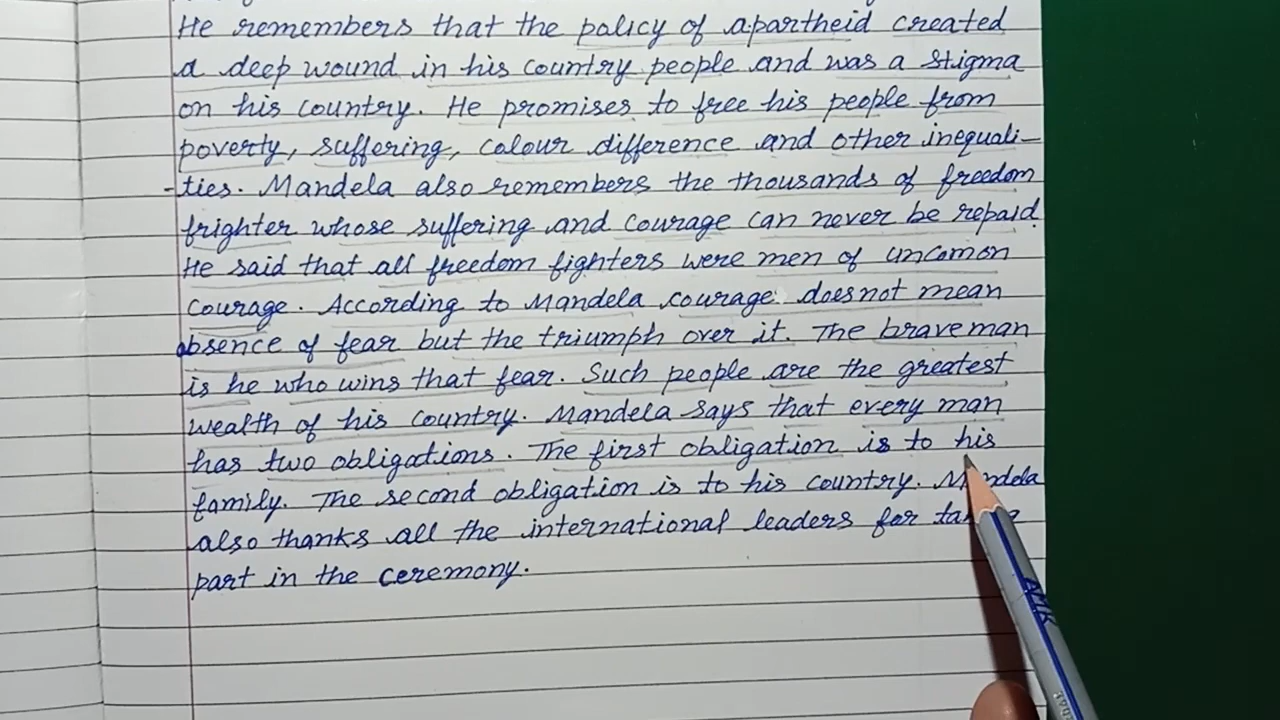 He remembers that the policy of apartheid created
a deep wound in his country people and was a stigma
on his country. He promises to free his people from
poverty, suffering, colour difference and other inequali-
-ties. Mandela also remembers the thousands of freedom
frighter whose suffering and courage can never be repaid.
He said that all freedom fighters were men of uncomon
courage. According to Mandela courage does not mean
absence of fear but the triumph over it. The brave man
is he who wins that fear. Such people are the greatest
wealth of his country. Mandela says that every man
has two obligations. The first obligation is to his
family. The second obligation is to his country. Mandela
also thanks all the international leaders for
part in the ceremony.